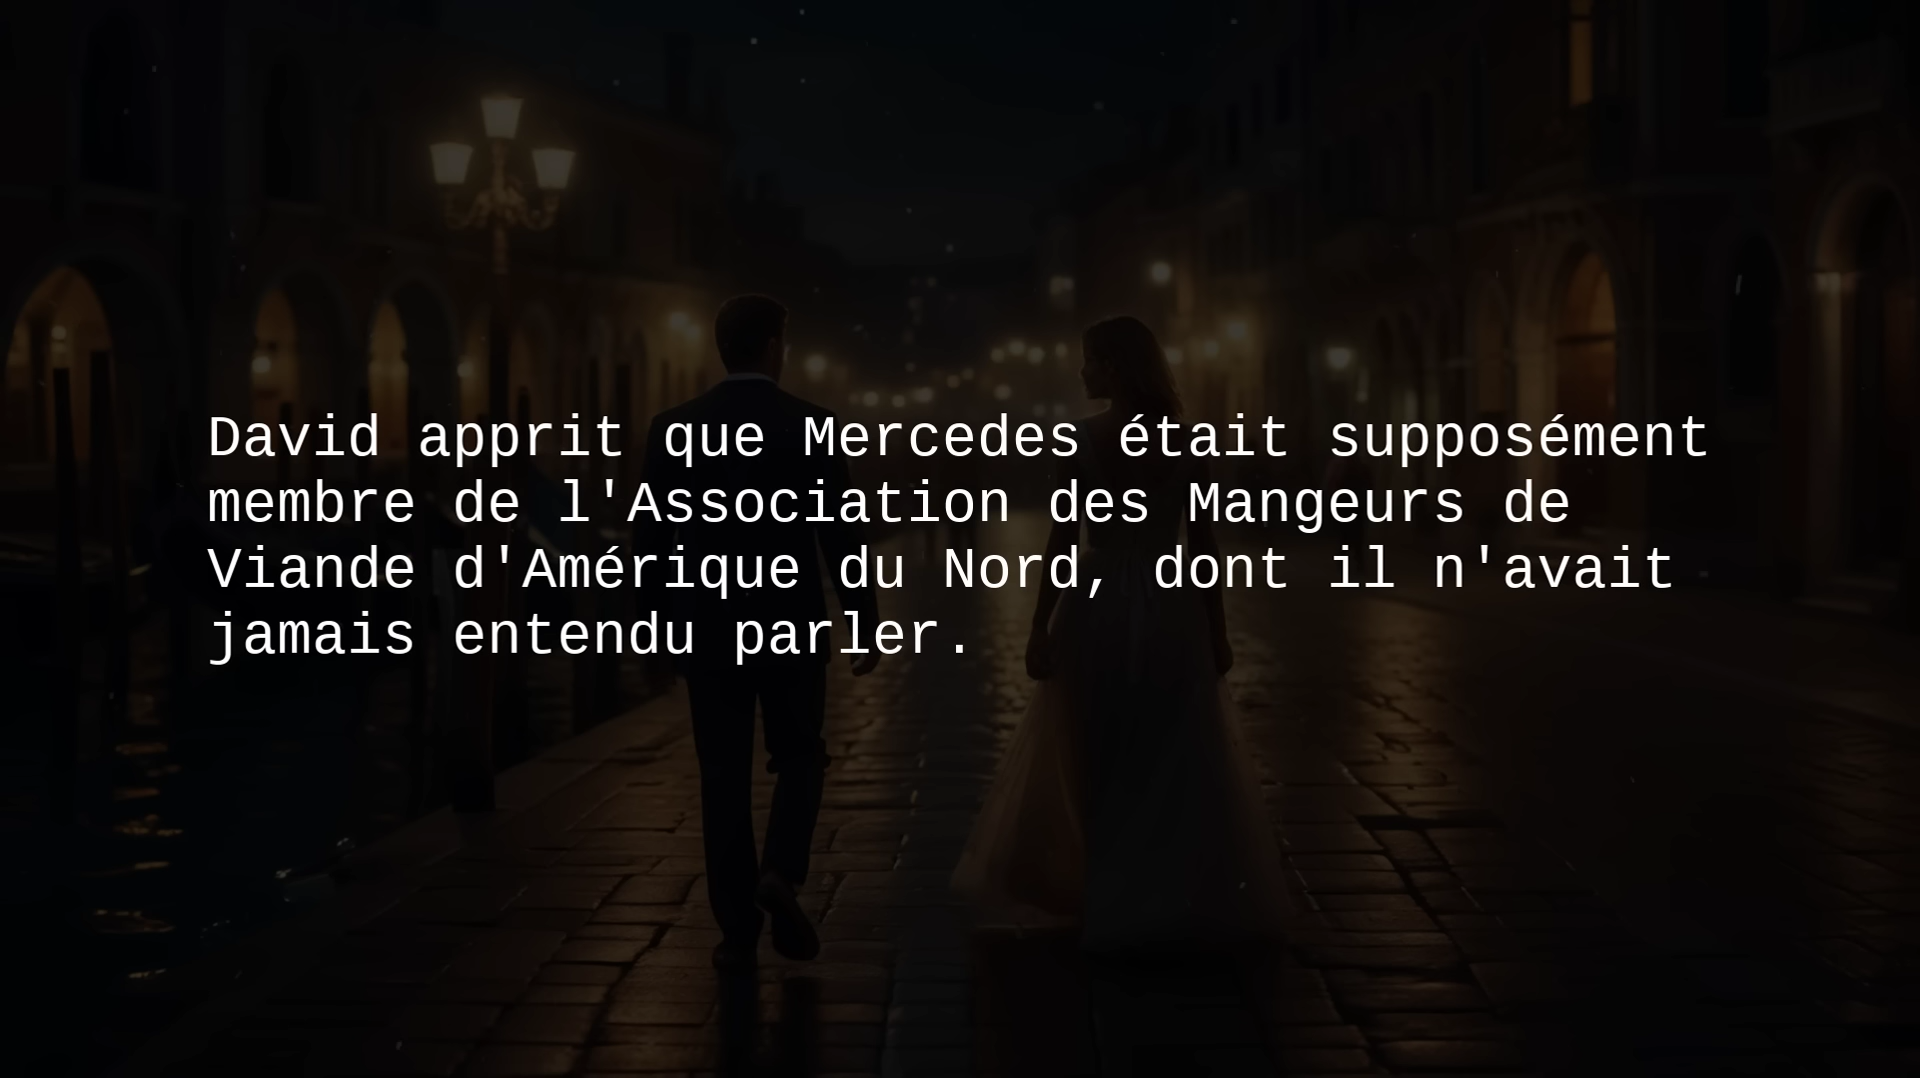 David apprit que Mercedes était supposément
membre de l'Association des Mangeurs de
Viande d'Amérique du Nord, dont il n'avait
jamais entendu parler.